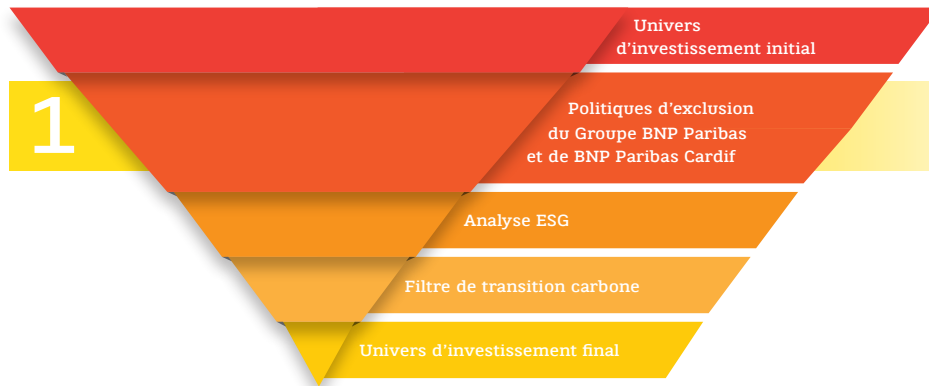 Univers
d'investissement initial
1
Politiques d'exclusion
du Groupe BNP Paribas
et de BNP Paribas Cardif
Analyse ESG
Filtre de transition carbone
Univers d'investissement final